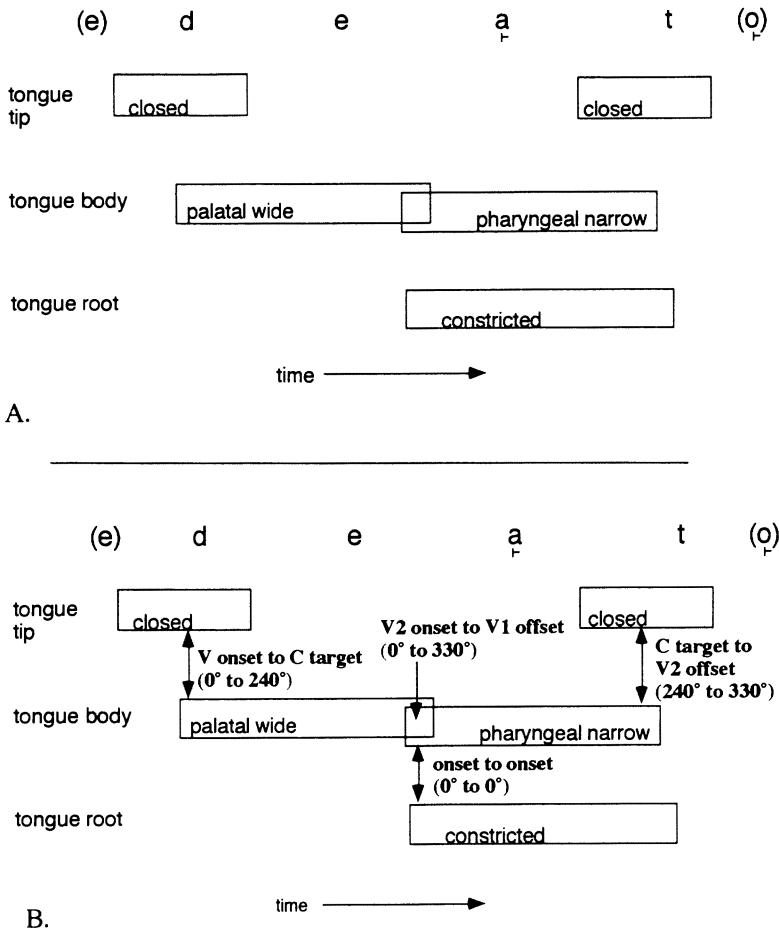 (e) d e a̙ t (o̙)
tongue
tip
closed closed
tongue body
palatal wide pharyngeal narrow
tongue root
constricted
time
A.
(e) d e a̙ t (o̙)
tongue
tip
closed closed
V onset to C target
(0° to 240°)
V2 onset to V1 offset
(0° to 330°)
C target to
V2 offset
(240° to 330°)
tongue body
palatal wide pharyngeal narrow
onset to onset
(0° to 0°)
tongue root
constricted
time
B.